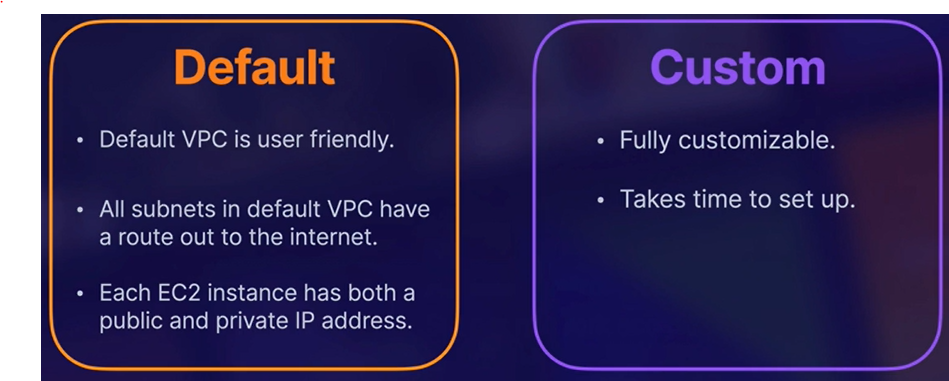 Default
• Default VPC is user friendly.
• All subnets in default VPC have
a route out to the internet.
• Each EC2 instance has both a
public and private IP address.
Custom
• Fully customizable.
• Takes time to set up.